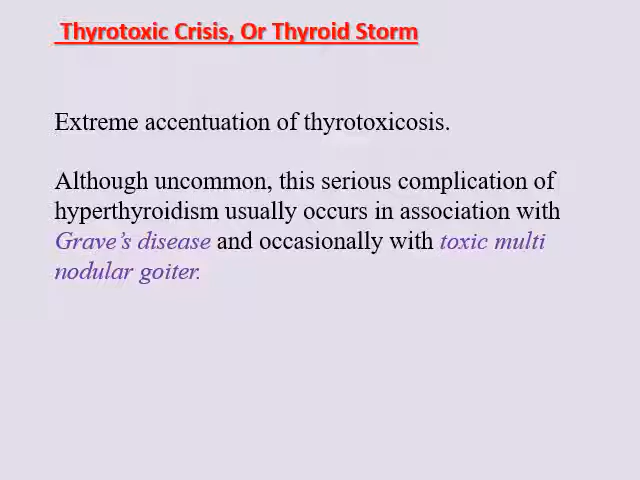 Thyrotoxic Crisis, Or Thyroid Storm
Extreme accentuation of thyrotoxicosis.
Although uncommon, this serious complication of
hyperthyroidism usually occurs in association with
Grave’s disease and occasionally with toxic multi
nodular goiter.